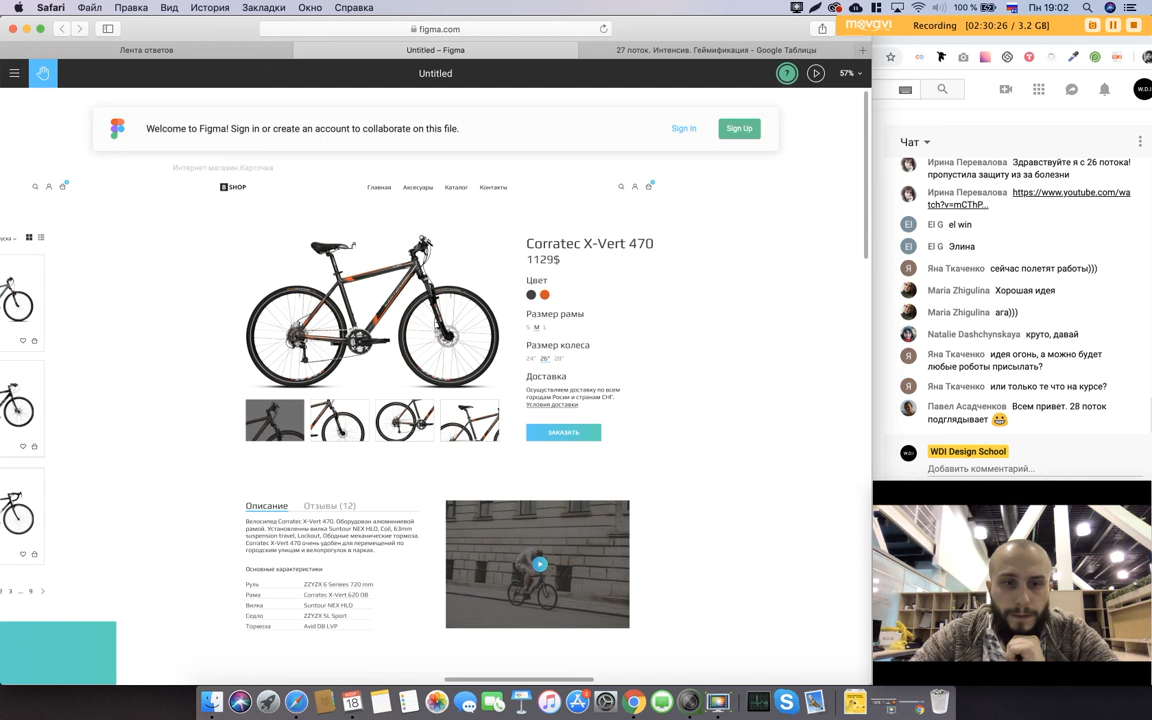 Safari Файл Правка Вид История Закладки Окно Справка
100 % Пн 19:02
figma.com
movavi Recording [02:30:26 / 3.2 GB]
Лента ответов
Untitled – Figma
27 поток. Интенсив. Геймификация - Google Таблицы
Untitled
?
57%
Welcome to Figma! Sign in or create an account to collaborate on this file.
Sign In
Sign Up
W.D.I
Интернет-магазин.Карточка
B SHOP
Главная Аксесуары Каталог Контакты
Corratec X-Vert 470
1129$
Цвет
Размер рамы
S M L
Размер колеса
24" 26" 28"
Доставка
Осуществляем доставку по всем
городам Росии и странам СНГ.
Условия доставки
ЗАКАЗАТЬ
Описание Отзывы (12)
Велосипед Corratec X-Vert 470. Оборудован алюминиевой
рамой. Установленны вилка Suntour NEX HLO, Coil, 63mm
suspension travel, Lockout, Ободные механические тормоза.
Corratec X-Vert 470 очень удобен для перемещений по
городским улицам и велопрогулок в парках.
Основные характеристики
Руль ZZYZX 6 Seriees 720 mm
Рама Corratec X-Vert 620 OB
Вилка Suntour NEX HLO
Седло ZZYZX SL Sport
Тормоза Avid DB LVP
2 3 ... 9
Чат
Ирина Перевалова Здравствуйте я с 26 потока!
пропустила защиту из за болезни
Ирина Перевалова https://www.youtube.com/wa
tch?v=mCThP...
El El G el win
El El G Элина
Я Яна Ткаченко сейчас полетят работы)))
Maria Zhigulina Хорошая идея
Maria Zhigulina ага)))
Natalie Dashchynskaya круто, давай
Я Яна Ткаченко идея огонь, а можно будет
любые роботы присылать?
Я Яна Ткаченко или только те что на курсе?
Павел Асадченков Всем привет. 28 поток
подглядывает
W.D.I WDI Design School
Добавить комментарий...
18